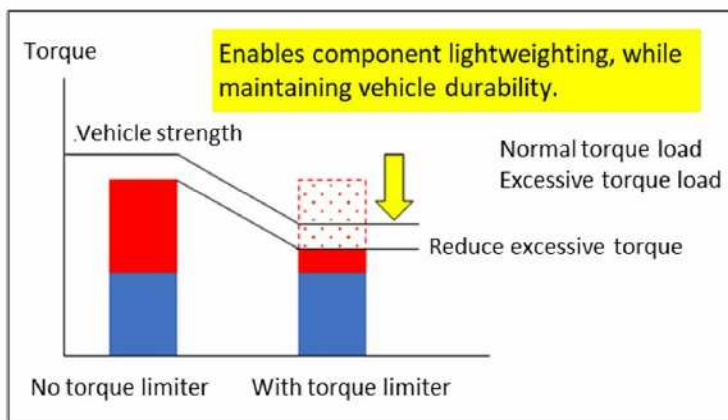 Torque
Enables component lightweighting, while
maintaining vehicle durability.
.Vehicle strength
Normal torque load
Excessive torque load
Reduce excessive torque
No torque limiter
With torque limiter